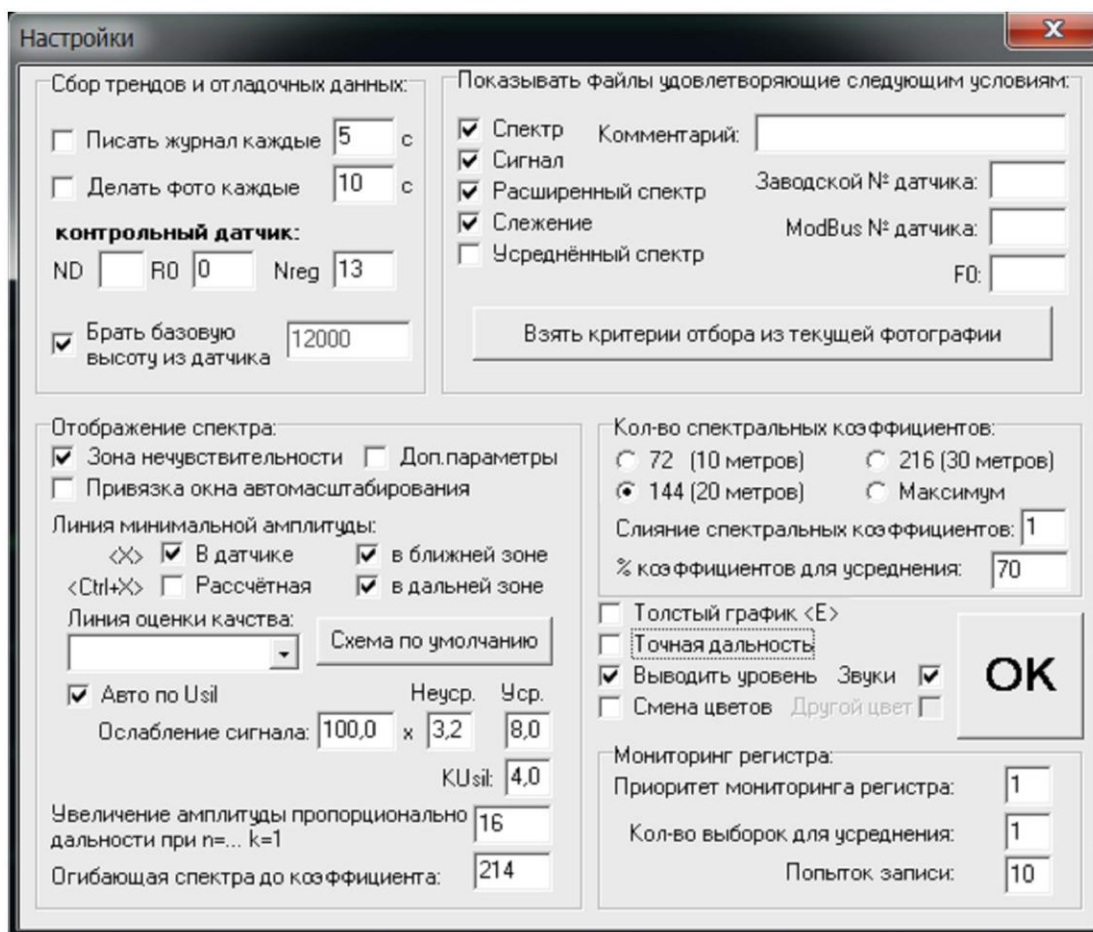 Настройки
Сбор трендов и отладочных данных:
Писать журнал каждые 5 с
Делать фото каждые 10 с
контрольный датчик:
ND R0 0 Nreg 13
Брать базовую
высоту из датчика 12000
Показывать файлы удовлетворяющие следующим условиям:
Спектр Комментарий:
Сигнал
Расширенный спектр Заводской № датчика:
Слежение ModBus № датчика:
Усреднённый спектр
F0:
Взять критерии отбора из текущей фотографии
Отображение спектра:
Зона нечувствительности Доп.параметры
Привязка окна автомасштабирования
Линия минимальной амплитуды:
<X> В датчике в ближней зоне
<Ctrl+X> Рассчётная в дальней зоне
Линия оценки качства:
Схема по умолчанию
Авто по Usil Неуср. Уср.
Ослабление сигнала: 100,0 x 3,2 8,0
KUsil: 4,0
Увеличение амплитуды пропорционально
дальности при n=... k=1 16
Огибающая спектра до коэффициента: 214
Кол-во спектральных коэффициентов:
72 (10 метров) 216 (30 метров)
144 (20 метров) Максимум
Слияние спектральных коэффициентов: 1
% коэффициентов для усреднения: 70
Толстый график <E>
Точная дальность
Выводить уровень Звуки
Смена цветов Другой цвет
OK
Мониторинг регистра:
Приоритет мониторинга регистра: 1
Кол-во выборок для усреднения: 1
Попыток записи: 10